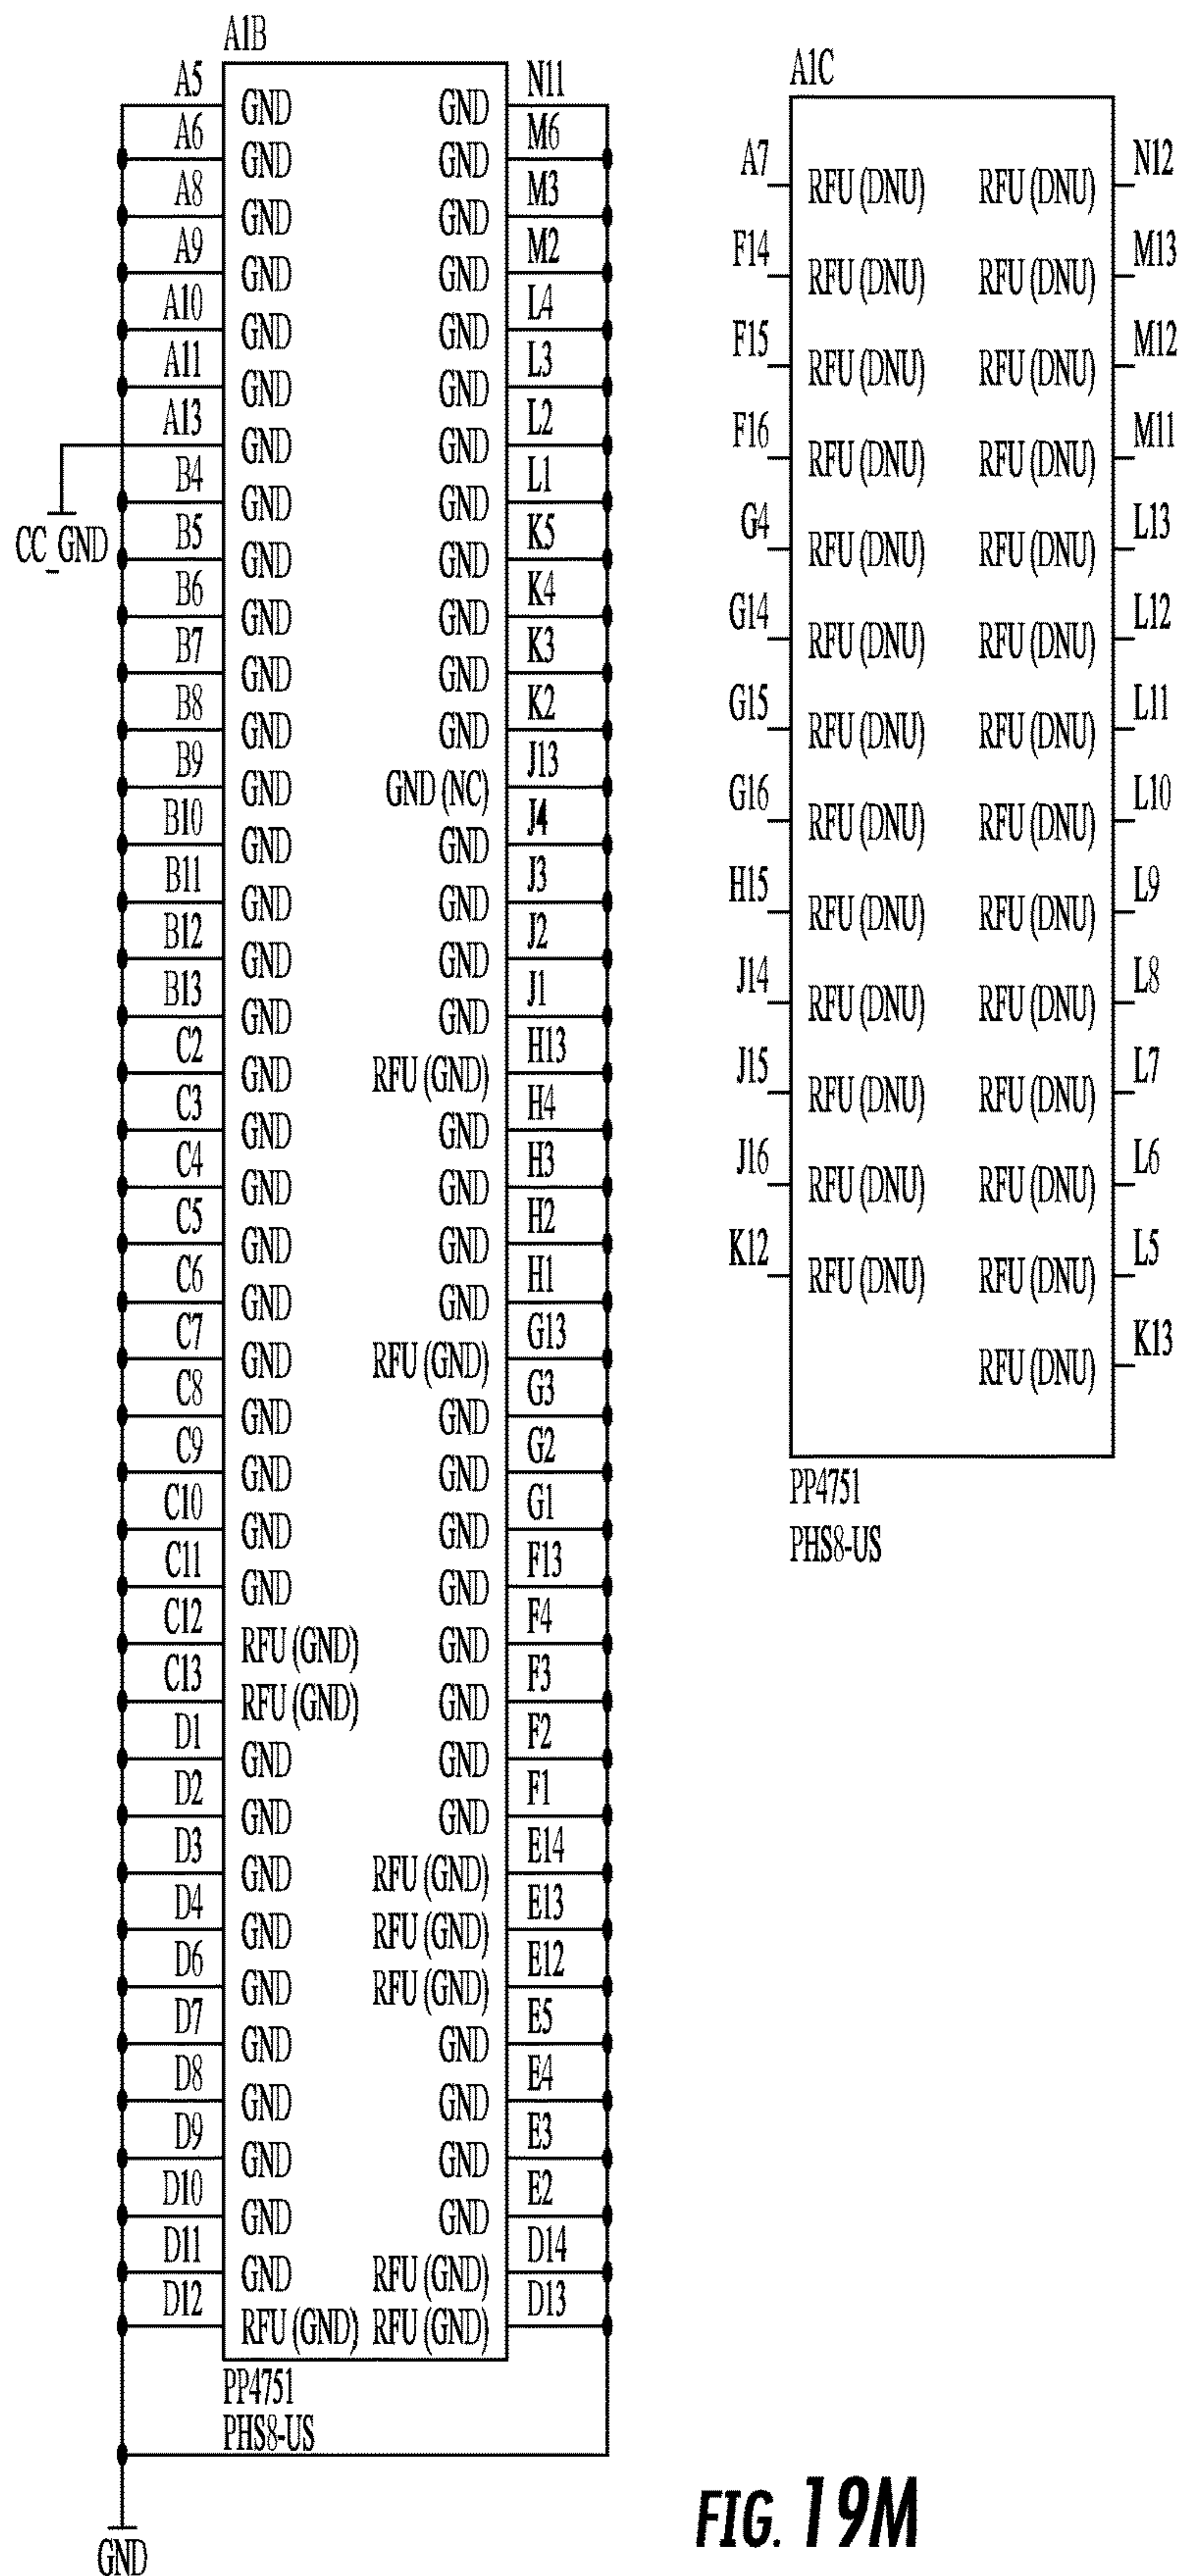 A1B
A5 GND GND N11
A6 GND GND M6
A8 GND GND M3
A9 GND GND M2
A10 GND GND L4
A11 GND GND L3
A13 GND GND L2
B4 GND GND L1
CC_GND
B5 GND GND K5
B6 GND GND K4
B7 GND GND K3
B8 GND GND K2
B9 GND GND (NC) J13
B10 GND GND J4
B11 GND GND J3
B12 GND GND J2
B13 GND GND J1
C2 GND RFU (GND) H13
C3 GND GND H4
C4 GND GND H3
C5 GND GND H2
C6 GND GND H1
C7 GND RFU (GND) G13
C8 GND GND G3
C9 GND GND G2
C10 GND GND G1
C11 GND GND F13
C12 RFU (GND) GND F4
C13 RFU (GND) GND F3
D1 GND GND F2
D2 GND GND F1
D3 GND RFU (GND) E14
D4 GND RFU (GND) E13
D6 GND RFU (GND) E12
D7 GND GND E5
D8 GND GND E4
D9 GND GND E3
D10 GND GND E2
D11 GND RFU (GND) D14
D12 RFU (GND) RFU (GND) D13
PP4751
PHS8-US
GND
A1C
A7 RFU (DNU) RFU (DNU) N12
F14 RFU (DNU) RFU (DNU) M13
F15 RFU (DNU) RFU (DNU) M12
F16 RFU (DNU) RFU (DNU) M11
G4 RFU (DNU) RFU (DNU) L13
G14 RFU (DNU) RFU (DNU) L12
G15 RFU (DNU) RFU (DNU) L11
G16 RFU (DNU) RFU (DNU) L10
H15 RFU (DNU) RFU (DNU) L9
J14 RFU (DNU) RFU (DNU) L8
J15 RFU (DNU) RFU (DNU) L7
J16 RFU (DNU) RFU (DNU) L6
K12 RFU (DNU) RFU (DNU) L5
RFU (DNU) K13
PP4751
PHS8-US
FIG. 19M